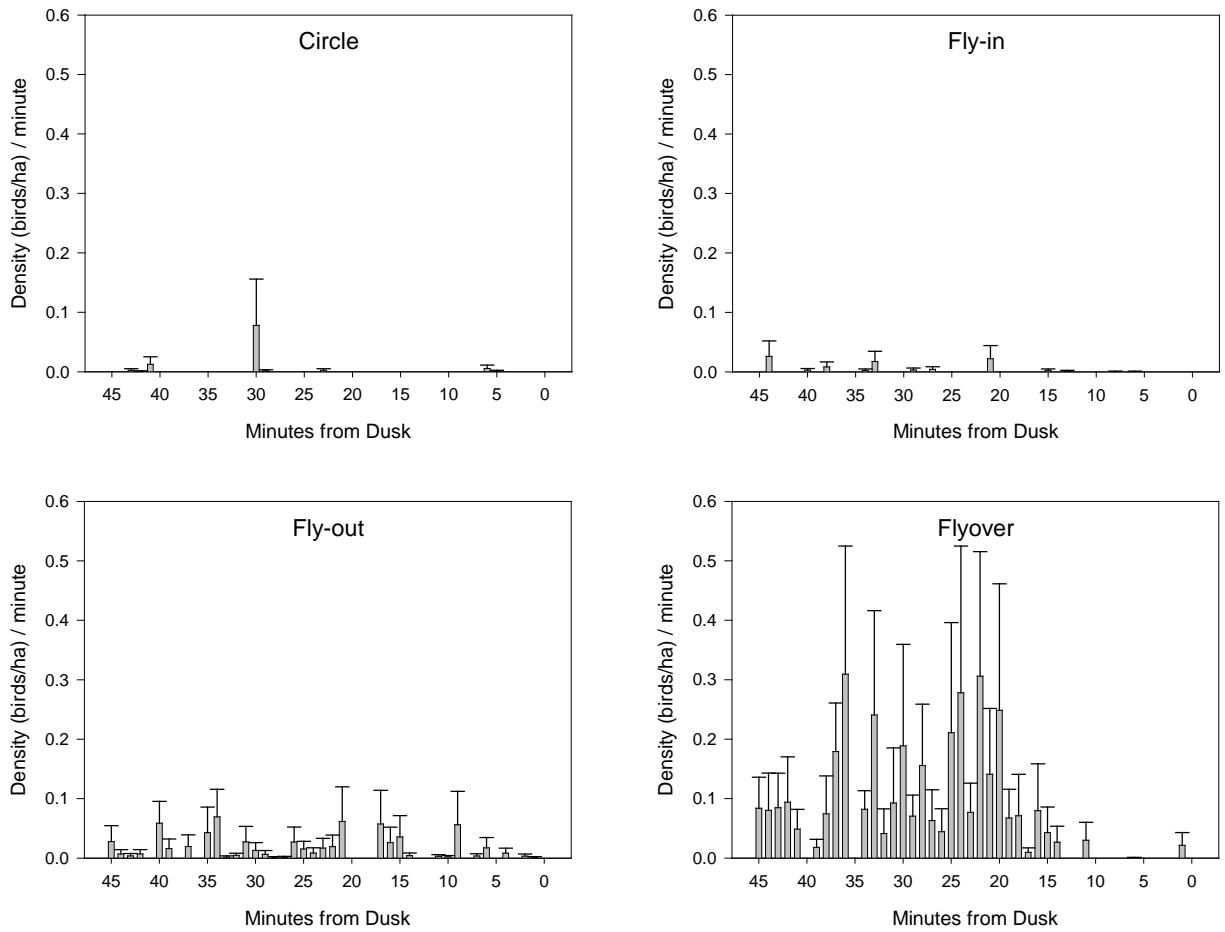 Circle
Density (birds/ha) / minute
0.6
0.5
0.4
0.3
0.2
0.1
0.0
45 40 35 30 25 20 15 10 5 0
Minutes from Dusk
Fly-in
Density (birds/ha) / minute
0.6
0.5
0.4
0.3
0.2
0.1
0.0
45 40 35 30 25 20 15 10 5 0
Minutes from Dusk
Fly-out
Density (birds/ha) / minute
0.6
0.5
0.4
0.3
0.2
0.1
0.0
45 40 35 30 25 20 15 10 5 0
Minutes from Dusk
Flyover
Density (birds/ha) / minute
0.6
0.5
0.4
0.3
0.2
0.1
0.0
45 40 35 30 25 20 15 10 5 0
Minutes from Dusk